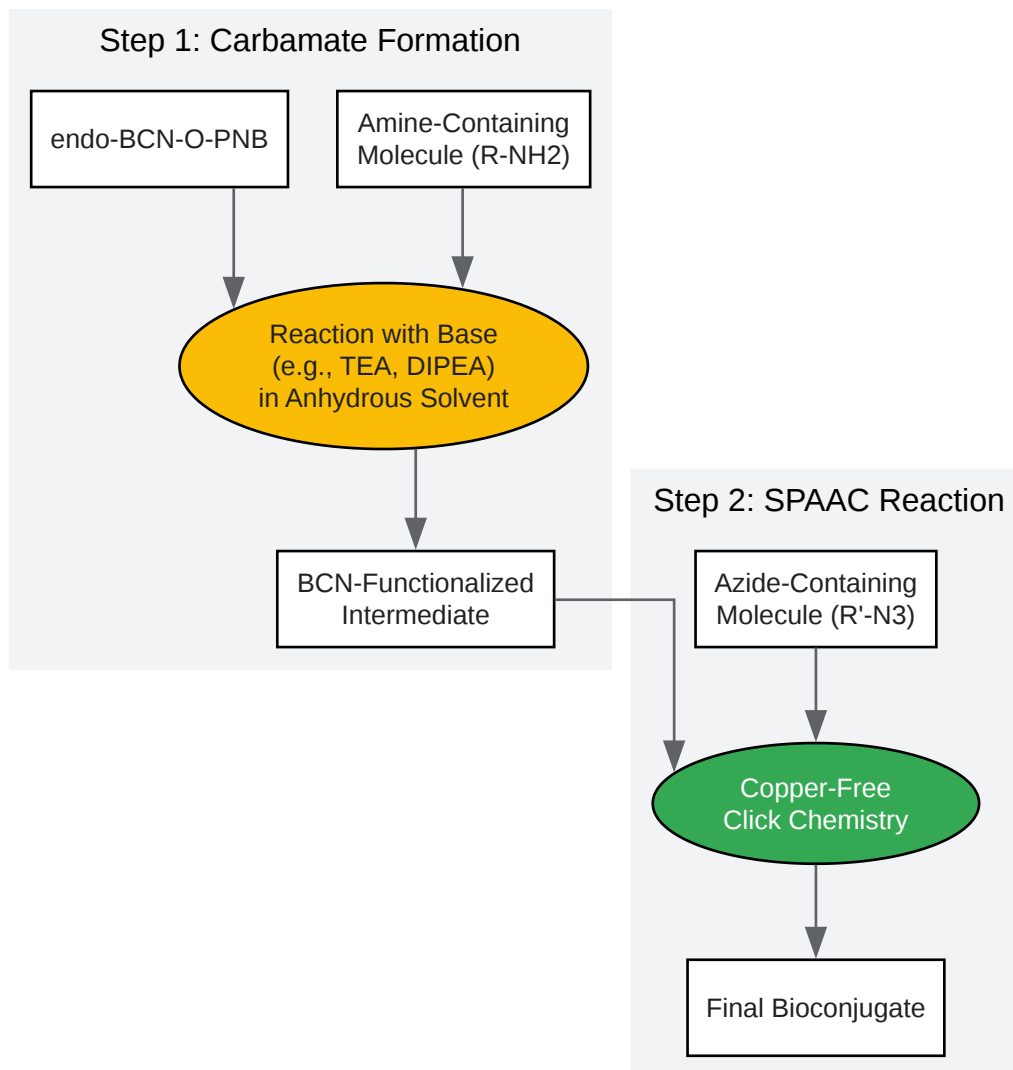 Step 1: Carbamate Formation
endo-BCN-O-PNB
Amine-Containing
Molecule (R-NH2)
Reaction with Base
(e.g., TEA, DIPEA)
in Anhydrous Solvent
BCN-Functionalized
Intermediate
Step 2: SPAAC Reaction
Azide-Containing
Molecule (R'-N3)
Copper-Free
Click Chemistry
Final Bioconjugate